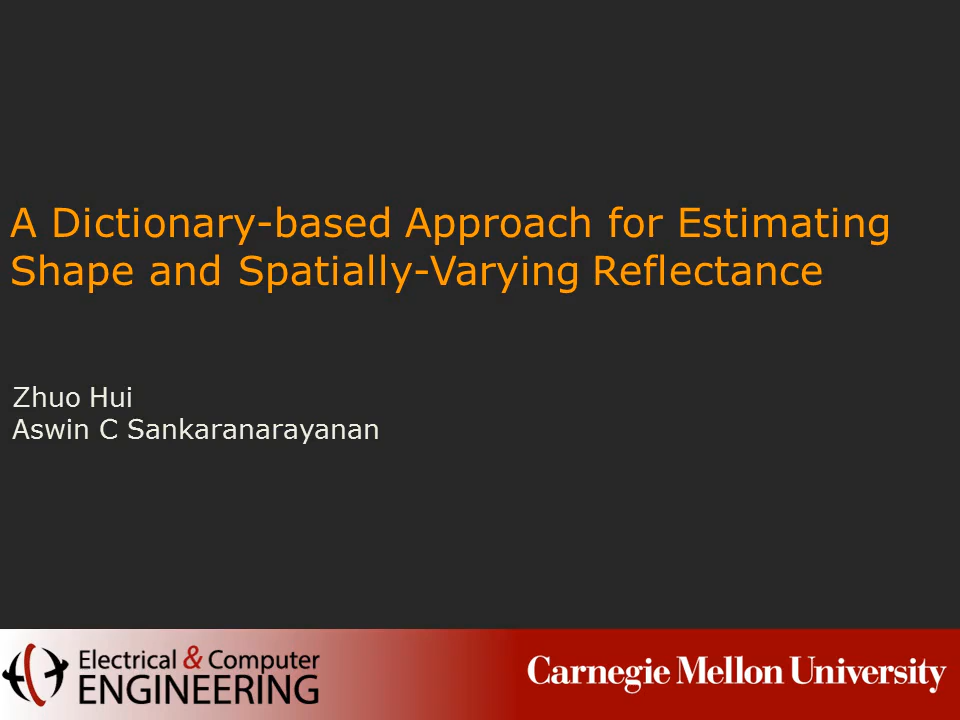 A Dictionary-based Approach for Estimating
Shape and Spatially-Varying Reflectance
Zhuo Hui
Aswin C Sankaranarayanan
Electrical & Computer
ENGINEERING
Carnegie Mellon University